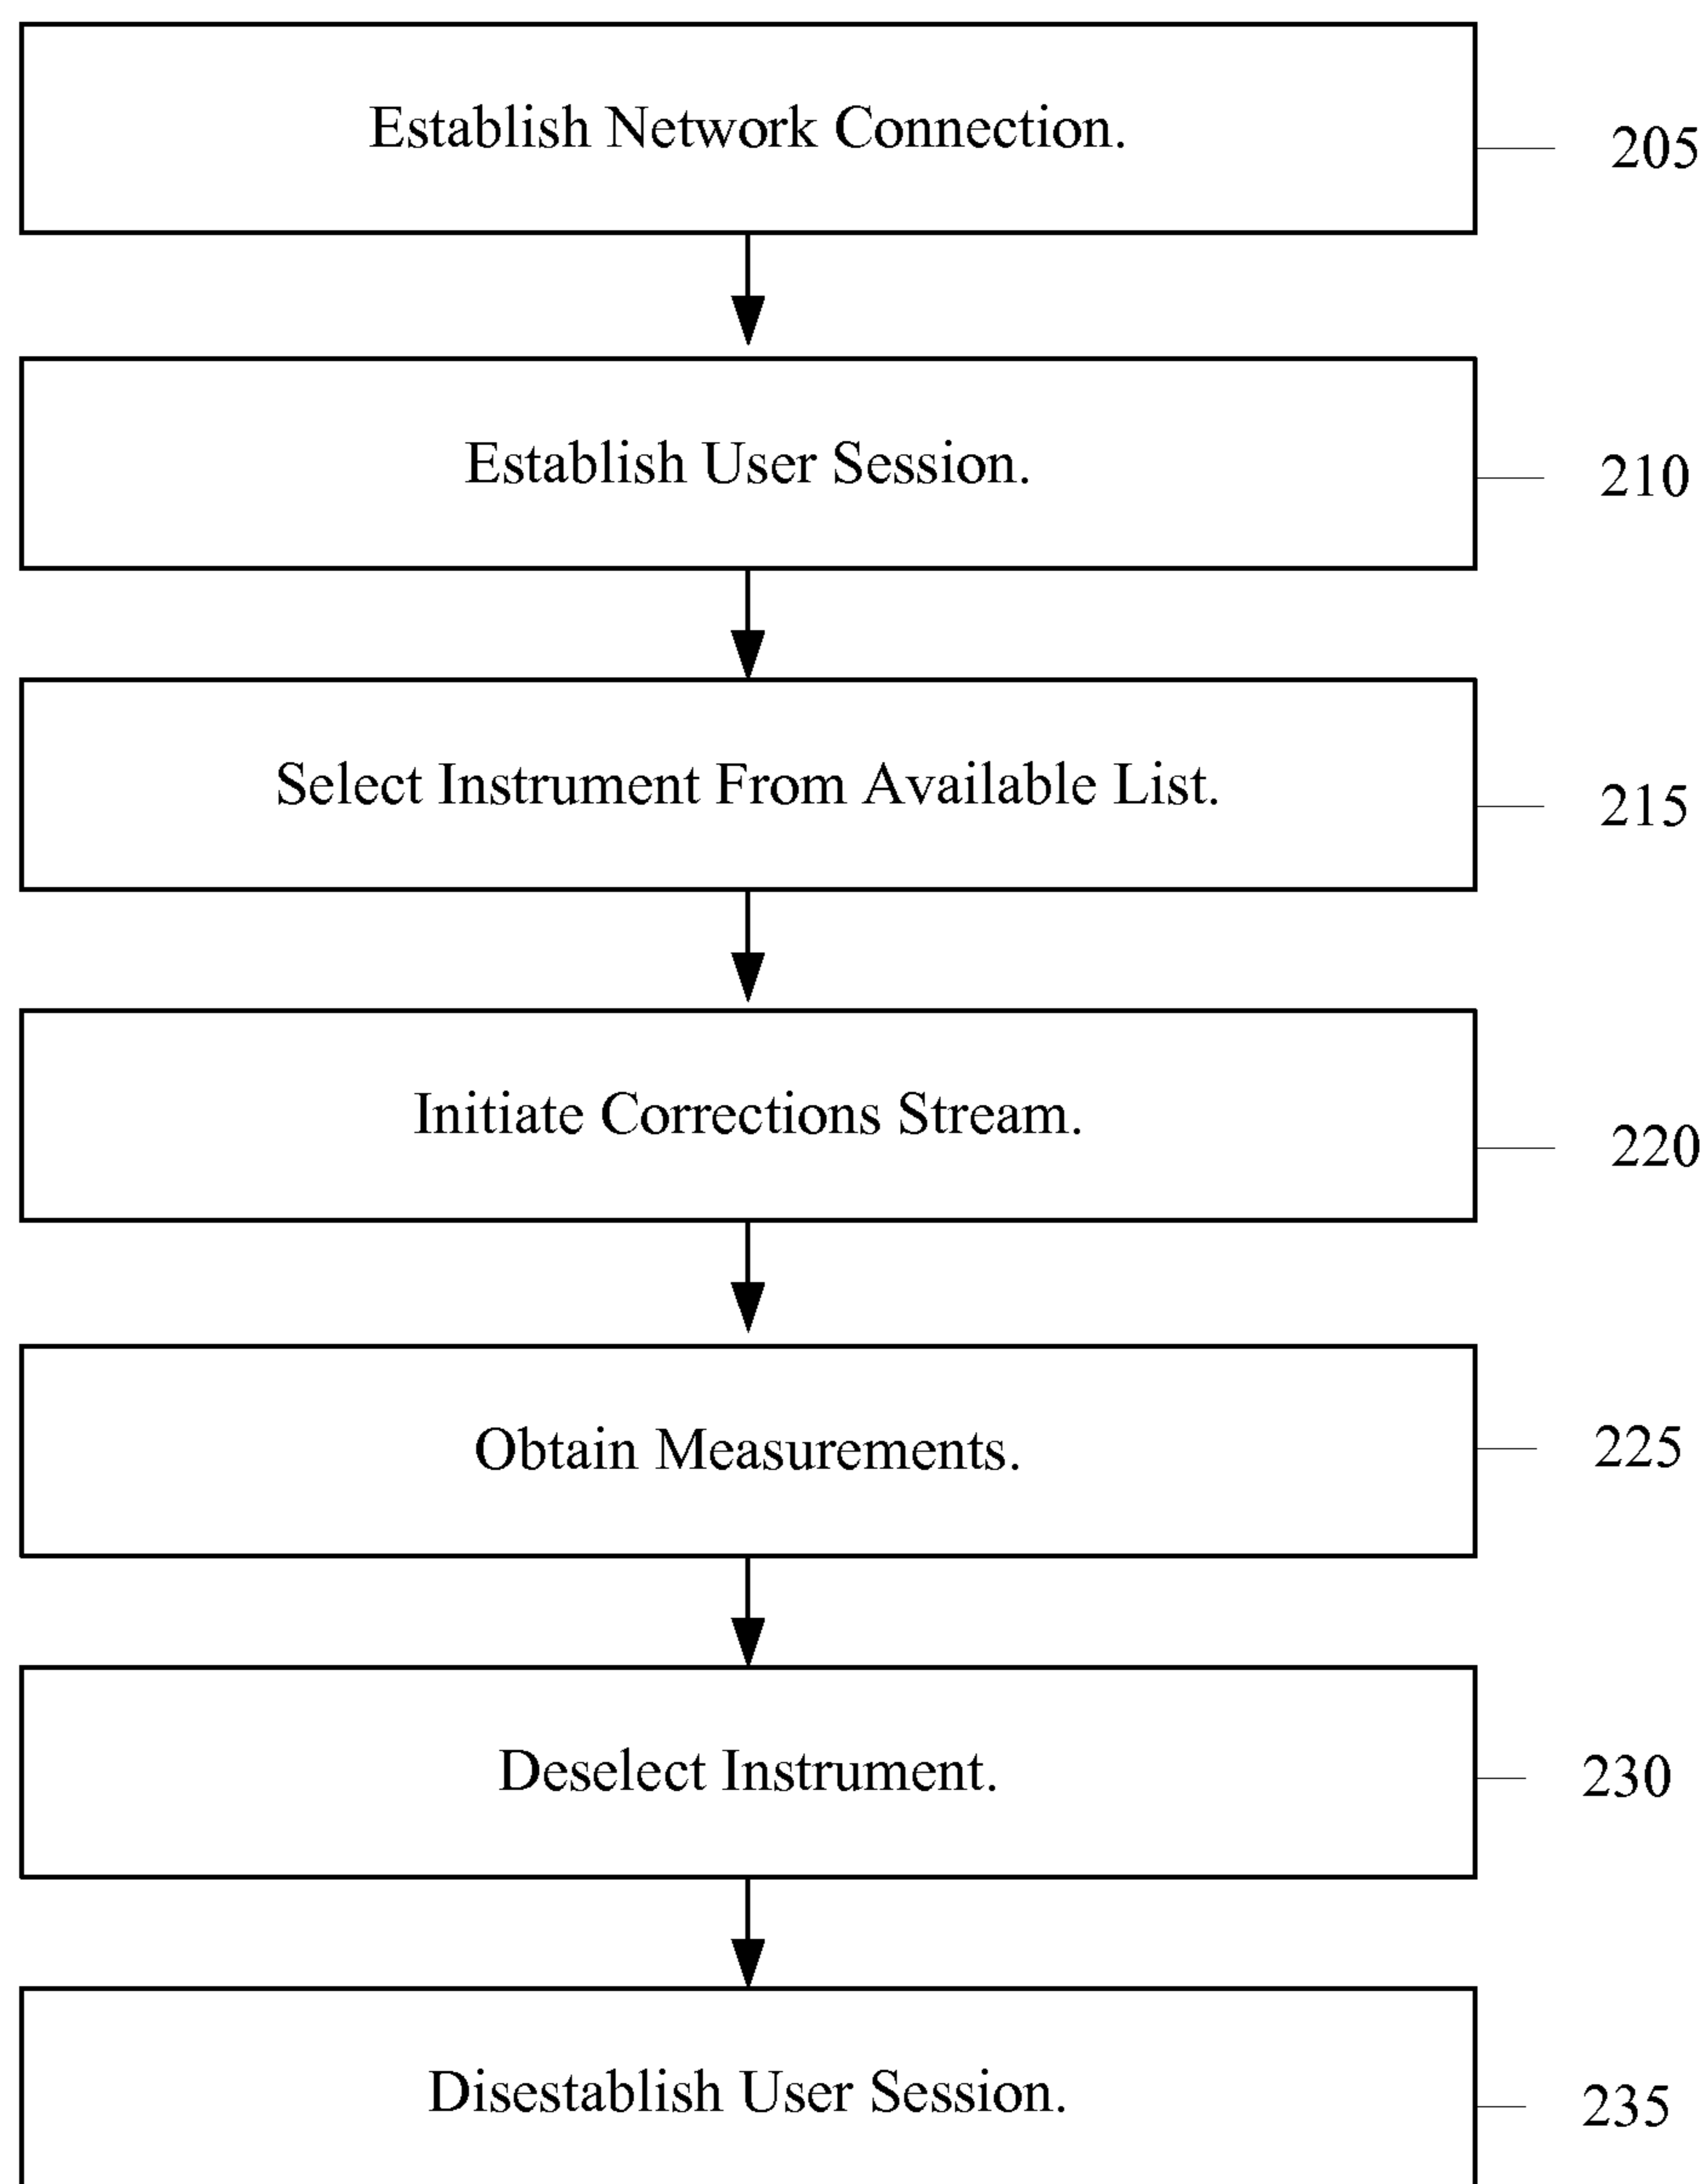 Establish Network Connection.
205
Establish User Session.
210
Select Instrument From Available List.
215
Initiate Corrections Stream.
220
Obtain Measurements.
225
Deselect Instrument.
230
Disestablish User Session.
235